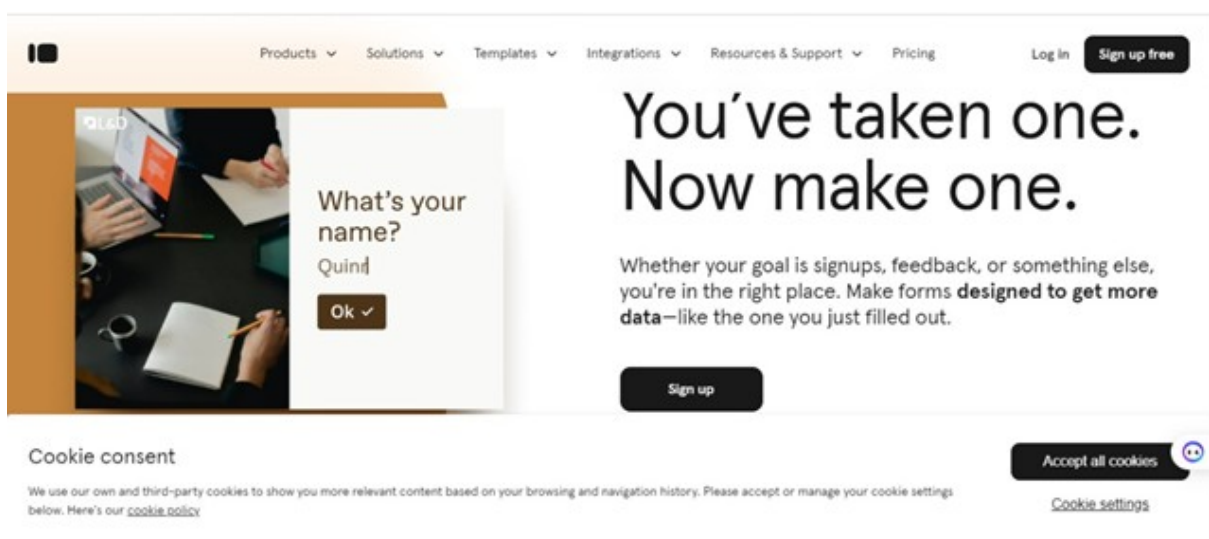 Products Solutions Templates Integrations Resources & Support Pricing Log in Sign up free
L&D
What's your
name?
Quinn
Ok
You´ve taken one.
Now make one.
Whether your goal is signups, feedback, or something else,
you're in the right place. Make forms designed to get more
data—like the one you just filled out.
Sign up
Cookie consent
We use our own and third-party cookies to show you more relevant content based on your browsing and navigation history. Please accept or manage your cookie settings
below. Here's our cookie policy
Accept all cookies
Cookie settings